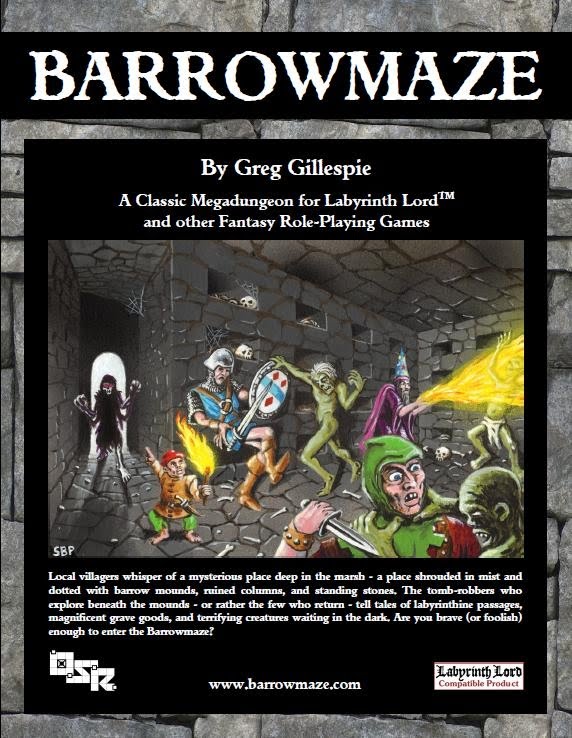 BARROWMAZE
By Greg Gillespie
A Classic Megadungeon for Labyrinth Lord™
and other Fantasy Role-Playing Games
SBP
Local villagers whisper of a mysterious place deep in the marsh - a place shrouded in mist and
dotted with barrow mounds, ruined columns, and standing stones. The tomb-robbers who
explore beneath the mounds - or rather the few who return - tell tales of labyrinthine passages,
magnificent grave goods, and terrifying creatures waiting in the dark. Are you brave (or foolish)
enough to enter the Barrowmaze?
OSR
www.barrowmaze.com
Labyrinth Lord
Compatible Product